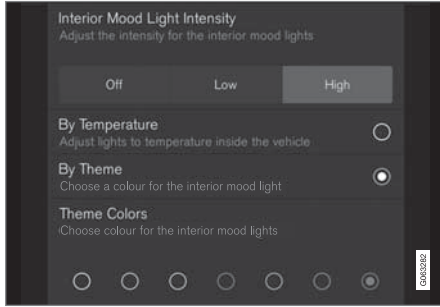 Interior Mood Light Intensity
Adjust the intensity for the interior mood lights
Off Low High
By Temperature
Adjust lights to temperature inside the vehicle
By Theme
Choose a colour for the interior mood light
Theme Colors
Choose colour for the interior mood lights
G063282